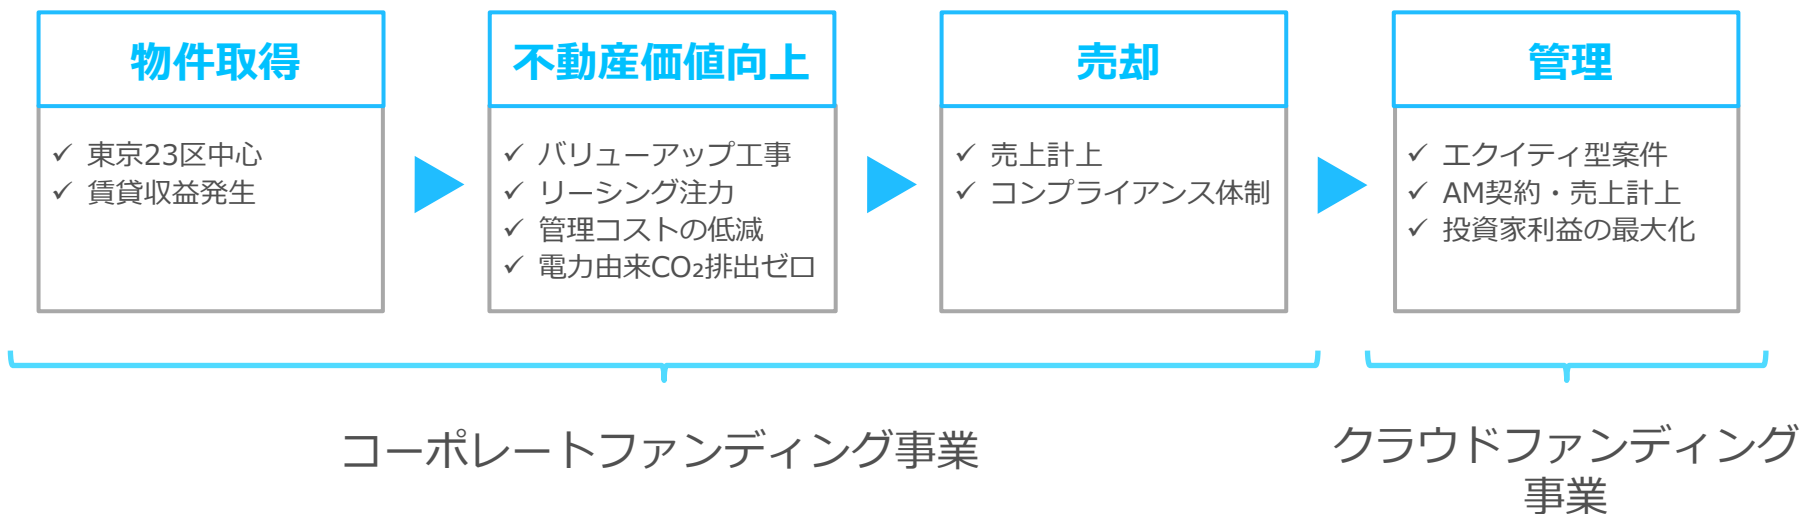 物件取得
✓ 東京23区中心
✓ 賃貸収益発生
不動産価値向上
✓ バリューアップ工事
✓ リーシング注力
✓ 管理コストの低減
✓ 電力由来CO₂排出ゼロ
売却
✓ 売上計上
✓ コンプライアンス体制
管理
✓ エクイティ型案件
✓ AM契約・売上計上
✓ 投資家利益の最大化
コーポレートファンディング事業
クラウドファンディング
事業